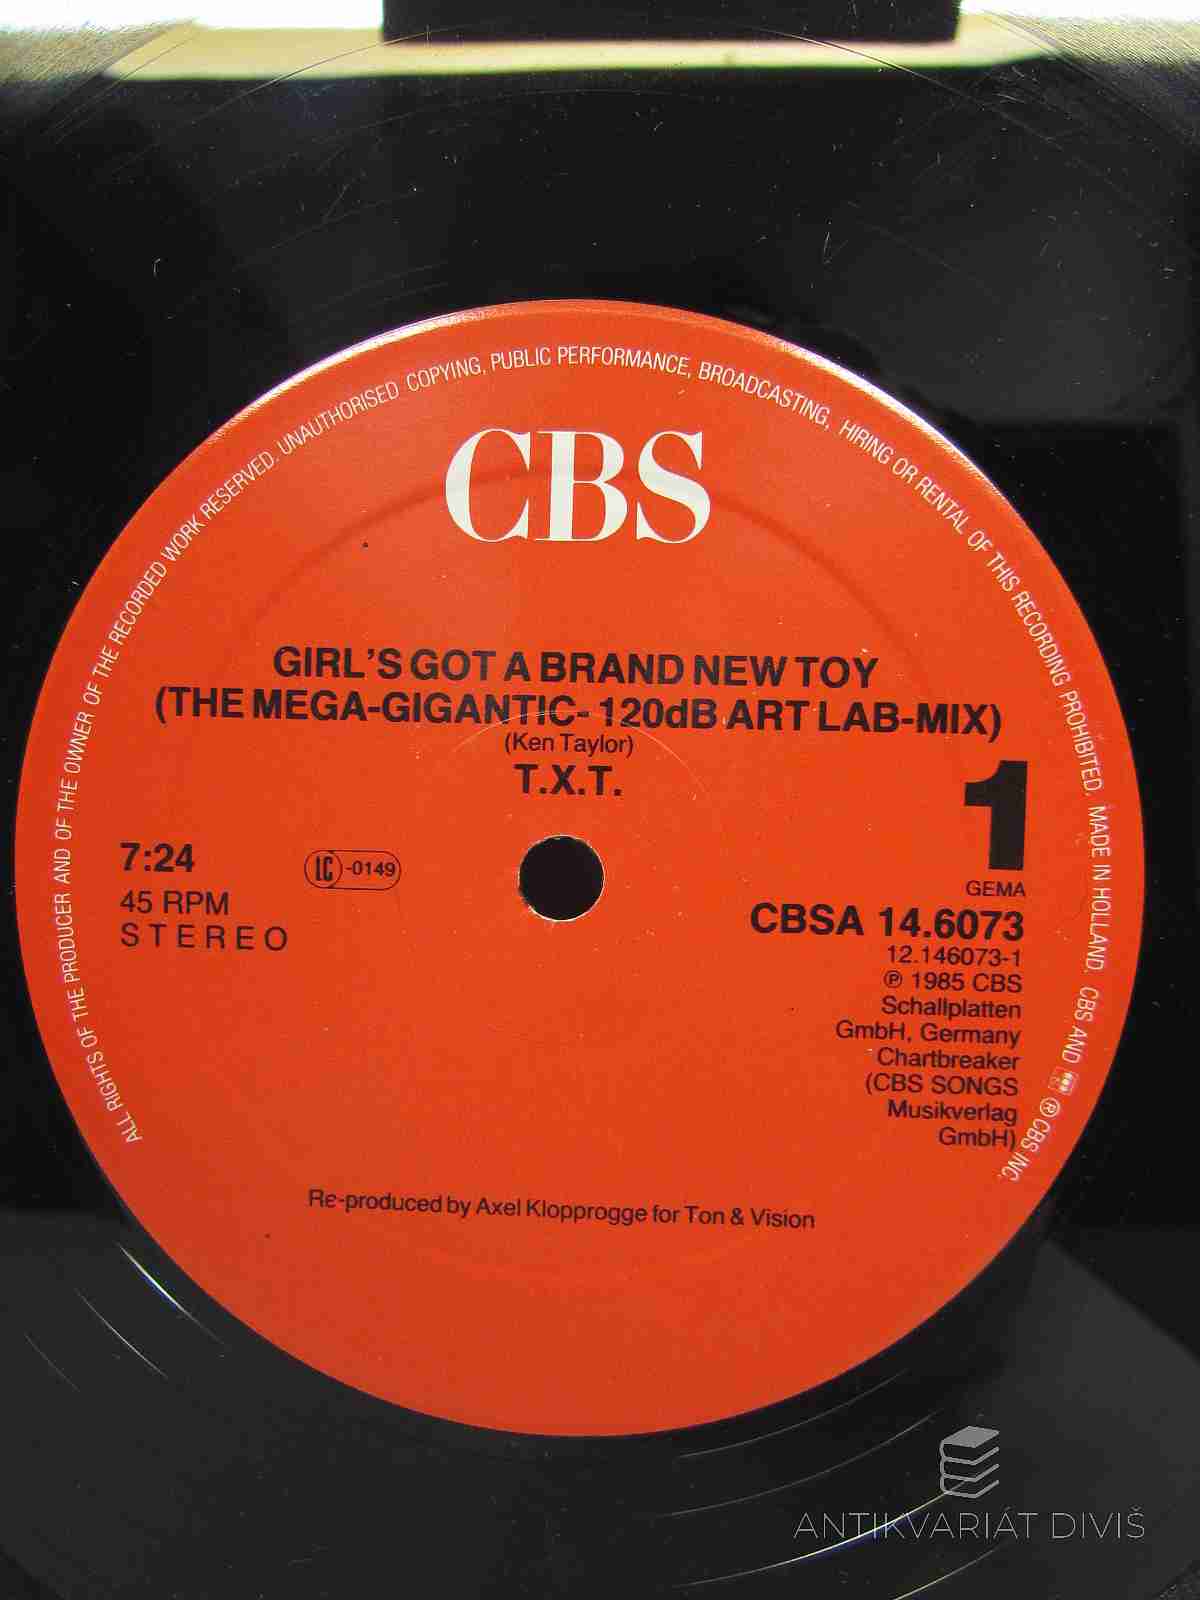 ALL RIGHTS OF THE PRODUCER AND OF THE OWNER OF THE RECORDED WORK RESERVED. UNAUTHORISED COPYING, PUBLIC PERFORMANCE, BROADCASTING, HIRING OR RENTAL OF THIS RECORDING PROHIBITED. MADE IN HOLLAND. CBS AND ® CBS INC.
CBS
GIRL'S GOT A BRAND NEW TOY
(THE MEGA-GIGANTIC- 120dB ART LAB-MIX)
(Ken Taylor)
T.X.T.
1
7:24
LC-0149
GEMA
45 RPM
CBSA 14.6073
STEREO
12.146073-1
℗ 1985 CBS
Schallplatten
GmbH, Germany
Chartbreaker
(CBS SONGS
Musikverlag
GmbH)
Re-produced by Axel Klopprogge for Ton & Vision
ANTIKVARIÁT DIVIŠ